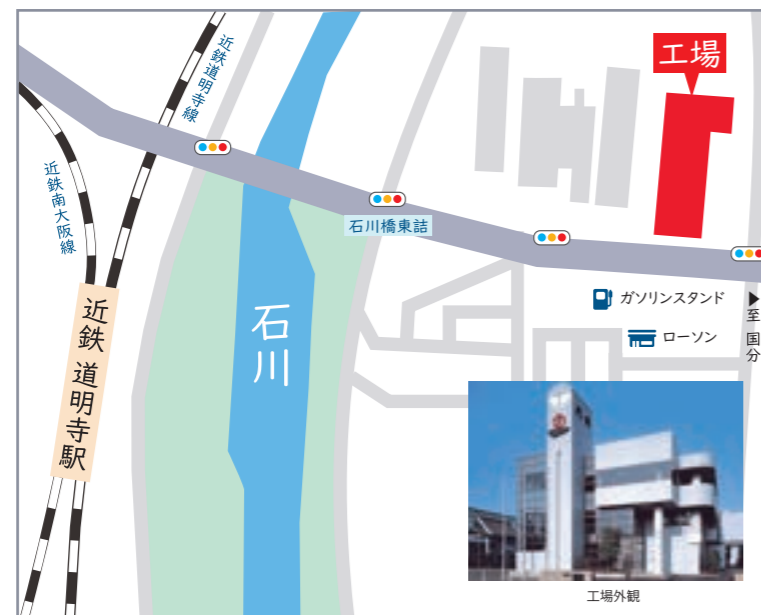 工場
近鉄道明寺線
近鉄南大阪線
石川橋東詰
近鉄 道明寺駅
石川
ガソリンスタンド
ローソン
▶至 国分
工場外観